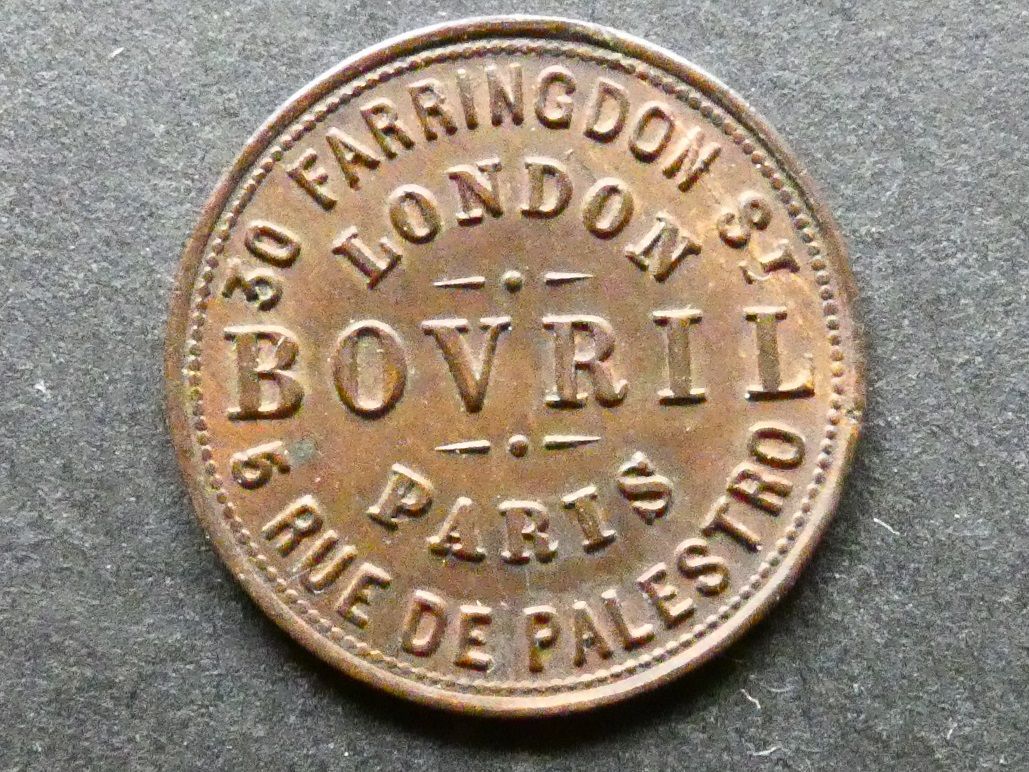 30 FARRINGDON ST
LONDON
BOVRIL
PARIS
5 RUE DE PALESTRO